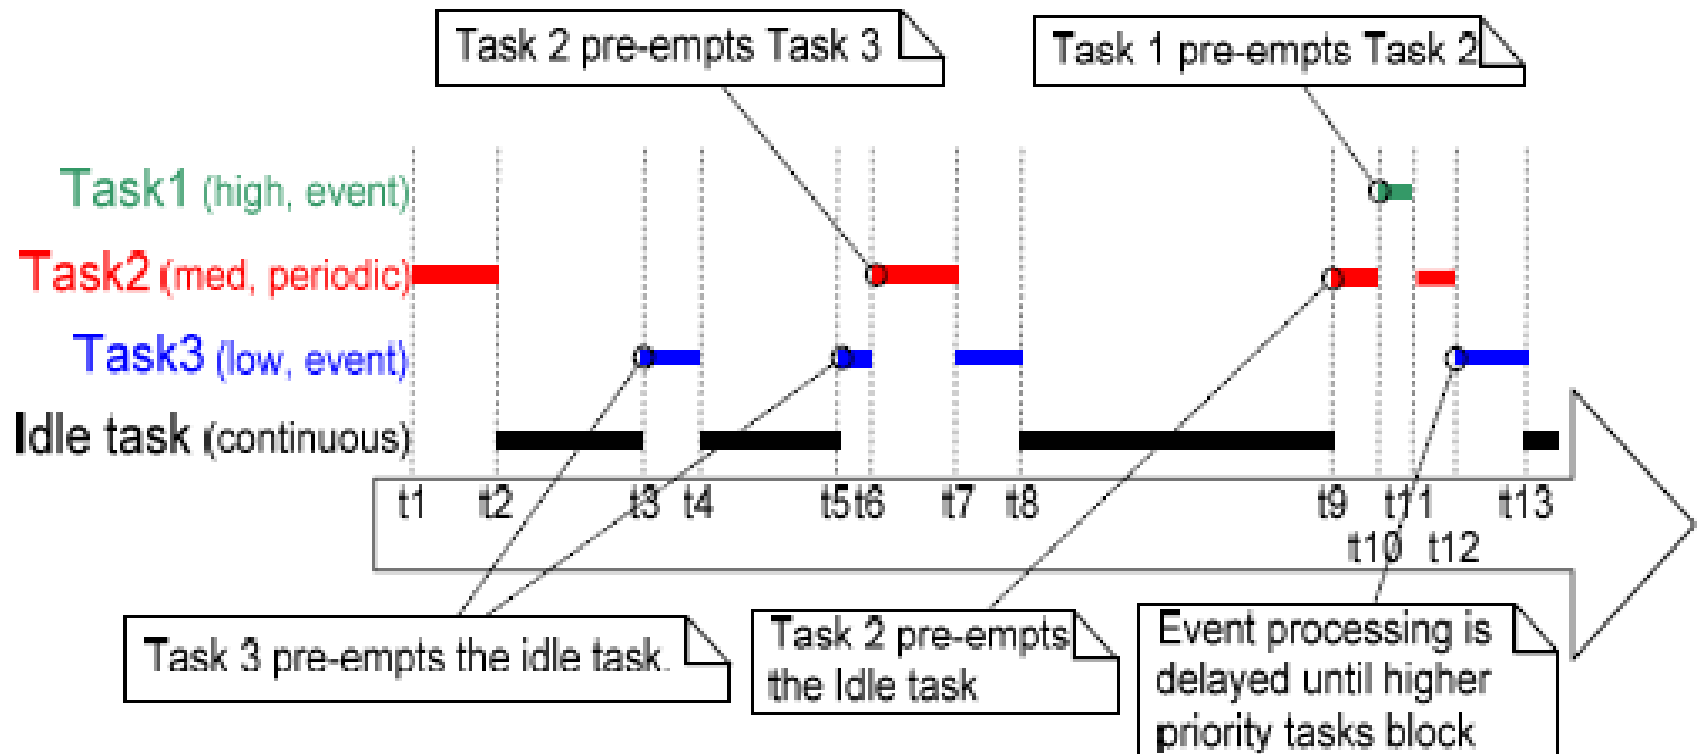 Task 2 pre-empts Task 3
Task 1 pre-empts Task 2
Task1 (high, event)
Task2 (med, periodic)
Task3 (low, event)
Idle task (continuous)
t1 t2 t3 t4 t5 t6 t7 t8 t9 t11 t13
t10 t12
Task 3 pre-empts the idle task.
Task 2 pre-empts
the Idle task
Event processing is
delayed until higher
priority tasks block